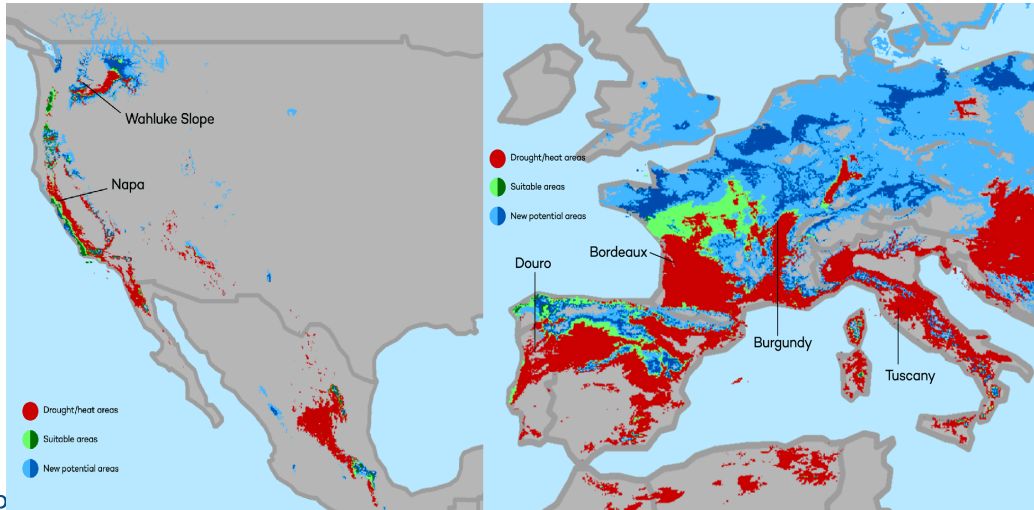 Wahluke Slope
Napa
Drought/heat areas
Suitable areas
New potential areas
Drought/heat areas
Suitable areas
New potential areas
Bordeaux
Douro
Burgundy
Tuscany